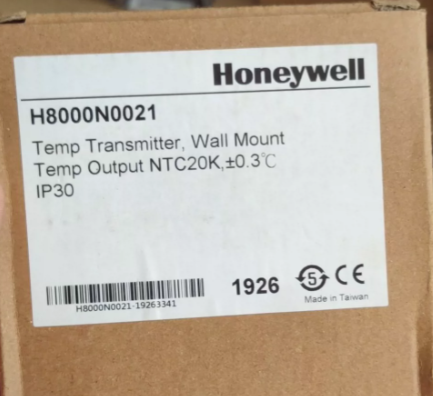 Honeywell
H8000N0021
Temp Transmitter, Wall Mount
Temp Output NTC20K,±0.3℃
IP30
1926 5 CE
H8000N0021-19263341
Made in Taiwan